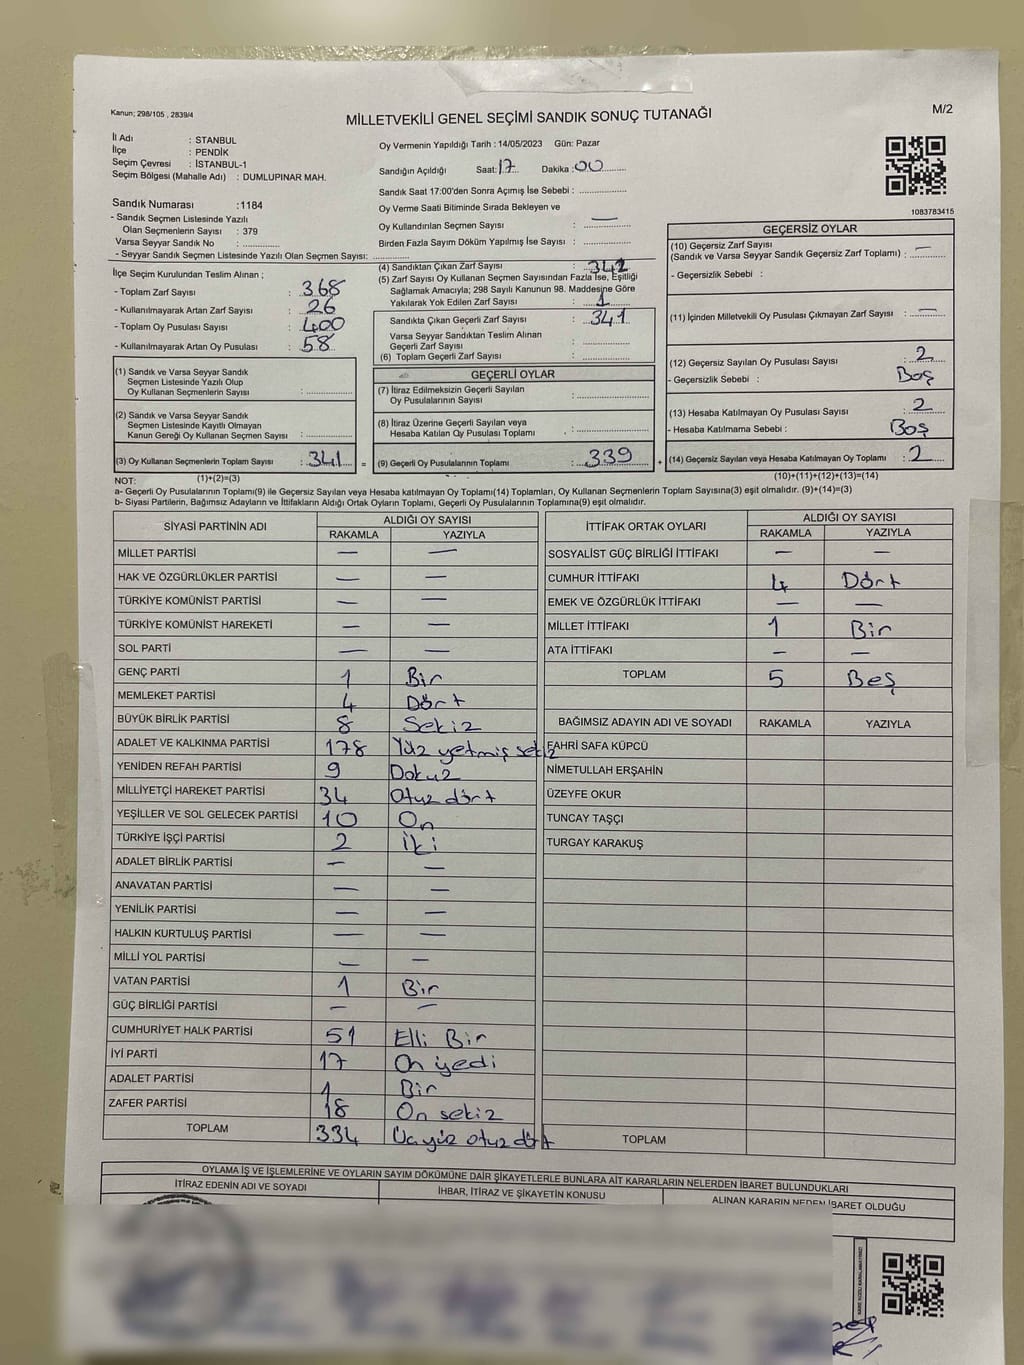 Kanun; 298/105 , 2839/4
MİLLETVEKİLİ GENEL SEÇİMİ SANDIK SONUÇ TUTANAĞI
M/2
İl Adı : STANBUL
İlçe : PENDİK
Seçim Çevresi : İSTANBUL-1
Seçim Bölgesi (Mahalle Adı) : DUMLUPINAR MAH.
Sandık Numarası :1184
- Sandık Seçmen Listesinde Yazılı
Olan Seçmenlerin Sayısı : 379
Varsa Seyyar Sandık No : ..............
- Seyyar Sandık Seçmen Listesinde Yazılı Olan Seçmen Sayısı: ..............
Oy Vermenin Yapıldığı Tarih : 14/05/2023 Gün: Pazar
Sandığın Açıldığı Saat: 17 Dakika : 00
Sandık Saat 17:00'den Sonra Açımış İse Sebebi : ..............
Oy Verme Saati Bitiminde Sırada Bekleyen ve
Oy Kullandırılan Seçmen Sayısı : —
Birden Fazla Sayım Döküm Yapılmış İse Sayısı : ..............
1083783415
İlçe Seçim Kurulundan Teslim Alınan ;
- Toplam Zarf Sayısı : 368
- Kullanılmayarak Artan Zarf Sayısı : 26
- Toplam Oy Pusulası Sayısı : 400
- Kullanılmayarak Artan Oy Pusulası : 58
(4) Sandıktan Çıkan Zarf Sayısı : 342
(5) Zarf Sayısı Oy Kullanan Seçmen Sayısından Fazla İse, Eşitliği
Sağlamak Amacıyla; 298 Sayılı Kanunun 98. Maddesine Göre
Yakılarak Yok Edilen Zarf Sayısı : 1
Sandıkta Çıkan Geçerli Zarf Sayısı : 341
Varsa Seyyar Sandıktan Teslim Alınan
Geçerli Zarf Sayısı : ..............
(6) Toplam Geçerli Zarf Sayısı : ..............
GEÇERSİZ OYLAR
(10) Geçersiz Zarf Sayısı
(Sandık ve Varsa Seyyar Sandık Geçersiz Zarf Toplamı) : —
- Geçersizlik Sebebi :
(11) İçinden Milletvekili Oy Pusulası Çıkmayan Zarf Sayısı : —
(12) Geçersiz Sayılan Oy Pusulası Sayısı : 2
- Geçersizlik Sebebi : Boş
(13) Hesaba Katılmayan Oy Pusulası Sayısı : 2
- Hesaba Katılmama Sebebi : Boş
(14) Geçersiz Sayılan veya Hesaba Katılmayan Oy Toplamı : 2
(10)+(11)+(12)+(13)=(14)
(1) Sandık ve Varsa Seyyar Sandık
Seçmen Listesinde Yazılı Olup
Oy Kullanan Seçmenlerin Sayısı : ..............
(2) Sandık ve Varsa Seyyar Sandık
Seçmen Listesinde Kayıtlı Olmayan
Kanun Gereği Oy Kullanan Seçmen Sayısı : ..............
(3) Oy Kullanan Seçmenlerin Toplam Sayısı : 341 =
(1)+(2)=(3)
GEÇERLİ OYLAR
(7) İtiraz Edilmeksizin Geçerli Sayılan
Oy Pusulalarının Sayısı : ..............
(8) İtiraz Üzerine Geçerli Sayılan veya
Hesaba Katılan Oy Pusulası Toplamı : ..............
(9) Geçerli Oy Pusulalarının Toplamı : 339 +
NOT:
a- Geçerli Oy Pusulalarının Toplamı(9) ile Geçersiz Sayılan veya Hesaba katılmayan Oy Toplamı(14) Toplamları, Oy Kullanan Seçmenlerin Toplam Sayısına(3) eşit olmalıdır. (9)+(14)=(3)
b- Siyasi Partilerin, Bağımsız Adayların ve İttifakların Aldığı Ortak Oyların Toplamı, Geçerli Oy Pusulalarının Toplamına(9) eşit olmalıdır.
SİYASİ PARTİNİN ADI ALDIĞI OY SAYISI
RAKAMLA YAZIYLA
MİLLET PARTİSİ — —
HAK VE ÖZGÜRLÜKLER PARTİSİ — —
TÜRKİYE KOMÜNİST PARTİSİ — —
TÜRKİYE KOMÜNİST HAREKETİ — —
SOL PARTİ — —
GENÇ PARTİ 1 Bir
MEMLEKET PARTİSİ 4 Dört
BÜYÜK BİRLİK PARTİSİ 8 Sekiz
ADALET VE KALKINMA PARTİSİ 178 Yüz yetmiş sekiz
YENİDEN REFAH PARTİSİ 9 Dokuz
MİLLİYETÇİ HAREKET PARTİSİ 34 Otuz dört
YEŞİLLER VE SOL GELECEK PARTİSİ 10 On
TÜRKİYE İŞÇİ PARTİSİ 2 İki
ADALET BİRLİK PARTİSİ — —
ANAVATAN PARTİSİ — —
YENİLİK PARTİSİ — —
HALKIN KURTULUŞ PARTİSİ — —
MİLLİ YOL PARTİSİ — —
VATAN PARTİSİ 1 Bir
GÜÇ BİRLİĞİ PARTİSİ — —
CUMHURİYET HALK PARTİSİ 51 Elli Bir
İYİ PARTİ 17 On yedi
ADALET PARTİSİ 1 Bir
ZAFER PARTİSİ 18 On sekiz
TOPLAM 334 Üçyüz otuz dört
İTTİFAK ORTAK OYLARI ALDIĞI OY SAYISI
RAKAMLA YAZIYLA
SOSYALİST GÜÇ BİRLİĞİ İTTİFAKI — —
CUMHUR İTTİFAKI 4 Dört
EMEK VE ÖZGÜRLÜK İTTİFAKI — —
MİLLET İTTİFAKI 1 Bir
ATA İTTİFAKI — —
TOPLAM 5 Beş
BAĞIMSIZ ADAYIN ADI VE SOYADI RAKAMLA YAZIYLA
FAHRİ SAFA KÜPCÜ
NİMETULLAH ERŞAHİN
ÜZEYFE OKUR
TUNCAY TAŞÇI
TURGAY KARAKUŞ
TOPLAM
OYLAMA İŞ VE İŞLEMLERİNE VE OYLARIN SAYIM DÖKÜMÜNE DAİR ŞİKAYETLERLE BUNLARA AİT KARARLARIN NELERDEN İBARET BULUNDUKLARI
İTİRAZ EDENİN ADI VE SOYADI İHBAR, İTİRAZ VE ŞİKAYETİN KONUSU ALINAN KARARIN NEDEN İBARET OLDUĞU